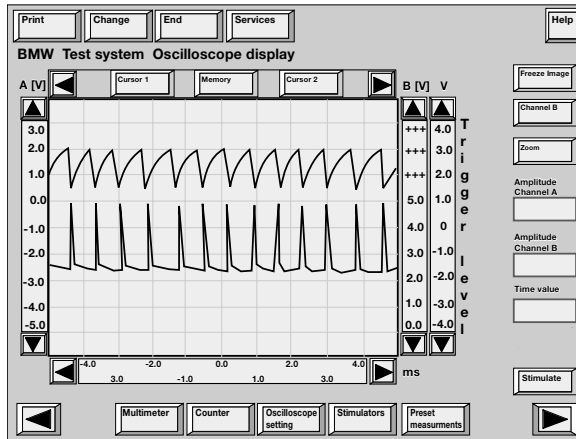 Print Change End Services Help
BMW Test system Oscilloscope display
A [V] Cursor 1 Memory Cursor 2 B [V] V
Freeze Image
Channel B
Zoom
Amplitude
Channel A
Amplitude
Channel B
Time value
3.0
2.0
1.0
0.0
-1.0
-2.0
-3.0
-4.0
-5.0
+++
+++
+++
5.0
4.0
3.0
2.0
1.0
0.0
4.0
3.0
2.0
1.0
0
-1.0
-2.0
-3.0
-4.0
Trigger level
-4.0 -2.0 0.0 2.0 4.0
3.0 -1.0 1.0 3.0
ms
Stimulate
Multimeter Counter Oscilloscope setting Stimulators Preset measurments